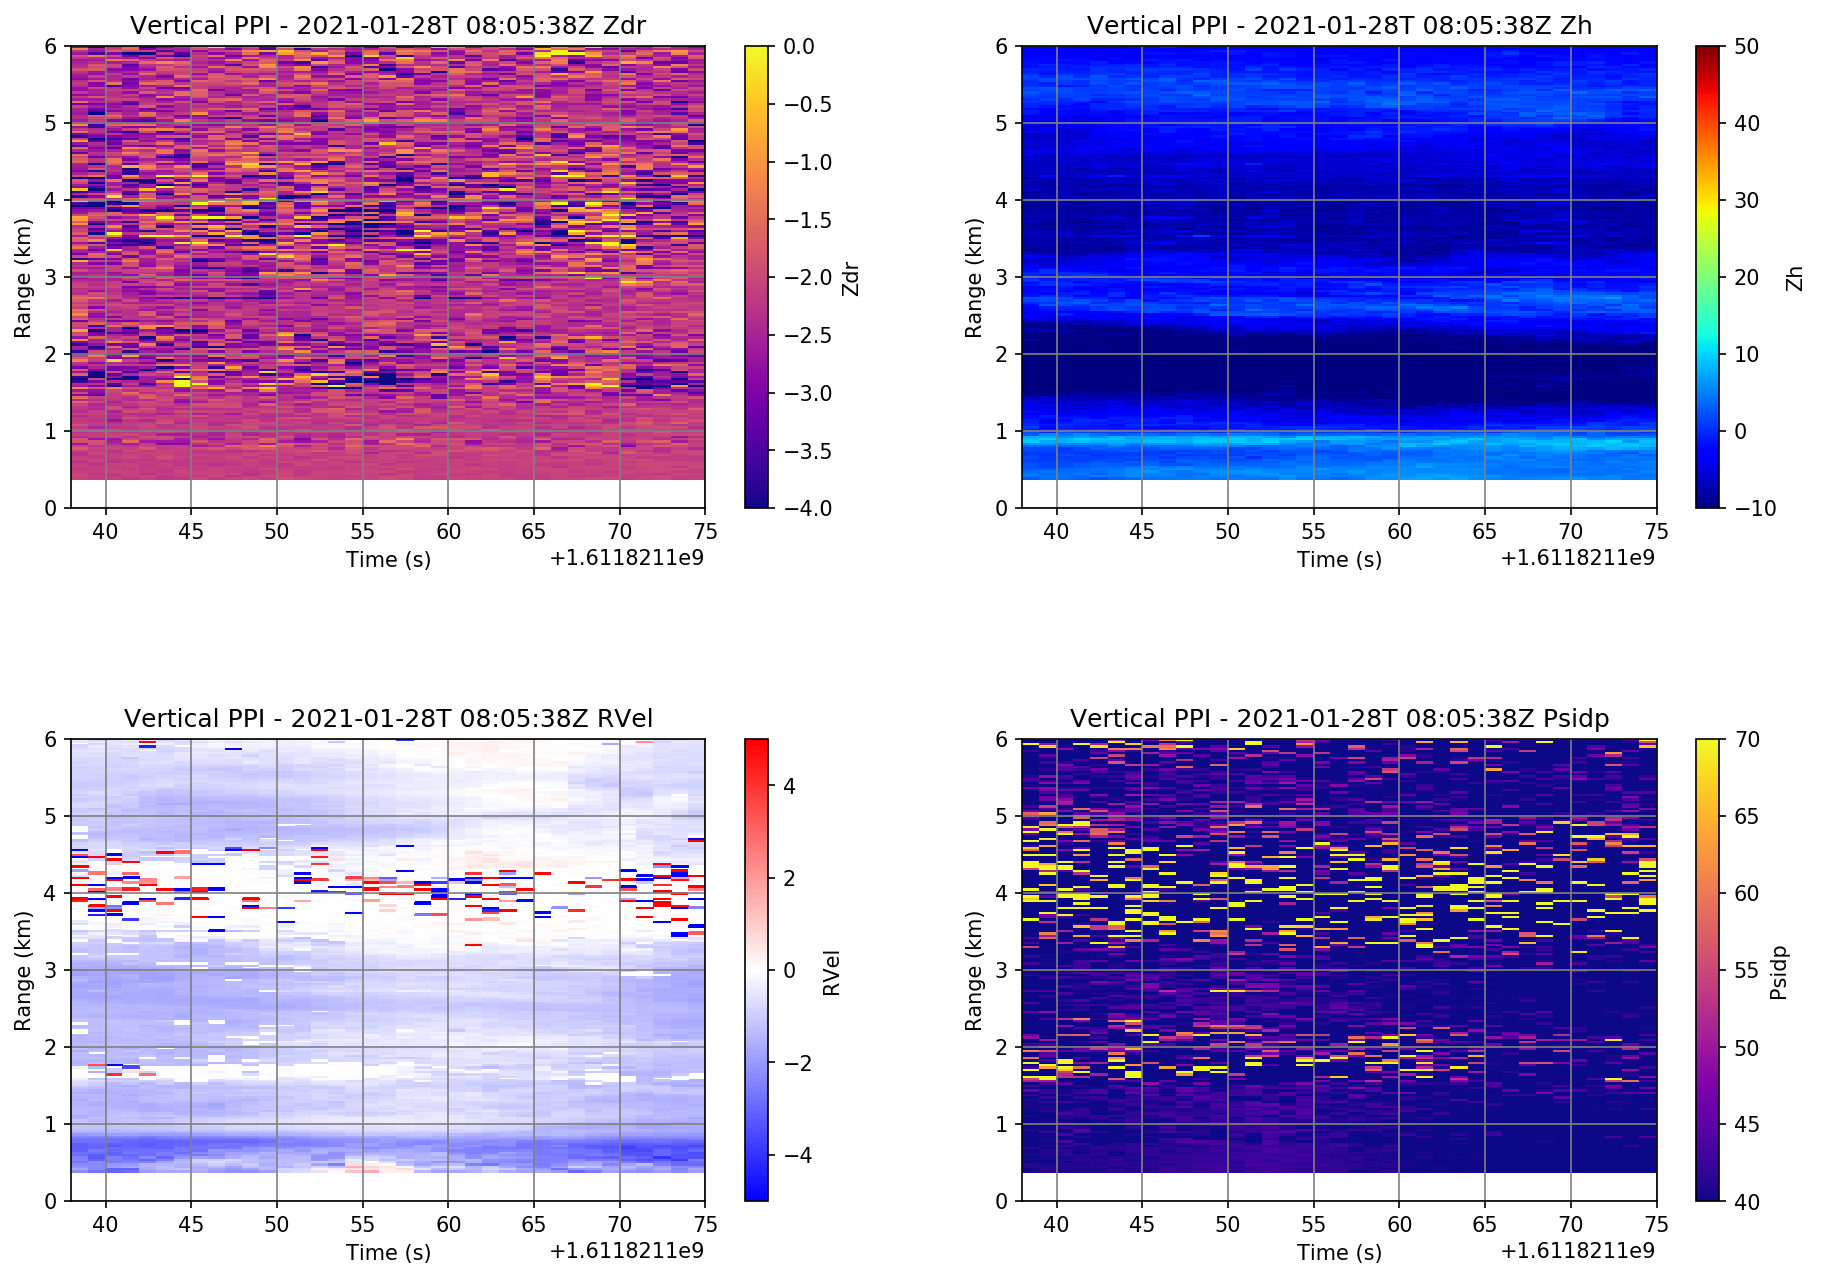 Vertical PPI - 2021-01-28T 08:05:38Z Zdr
6
5
4
3
2
1
0
Range (km)
40 45 50 55 60 65 70 75
Time (s)
+1.6118211e9
0.0
−0.5
−1.0
−1.5
−2.0
−2.5
−3.0
−3.5
−4.0
Zdr
Vertical PPI - 2021-01-28T 08:05:38Z Zh
6
5
4
3
2
1
0
Range (km)
40 45 50 55 60 65 70 75
Time (s)
+1.6118211e9
50
40
30
20
10
0
−10
Zh
Vertical PPI - 2021-01-28T 08:05:38Z RVel
6
5
4
3
2
1
0
Range (km)
40 45 50 55 60 65 70 75
Time (s)
+1.6118211e9
4
2
0
−2
−4
RVel
Vertical PPI - 2021-01-28T 08:05:38Z Psidp
6
5
4
3
2
1
0
Range (km)
40 45 50 55 60 65 70 75
Time (s)
+1.6118211e9
70
65
60
55
50
45
40
Psidp